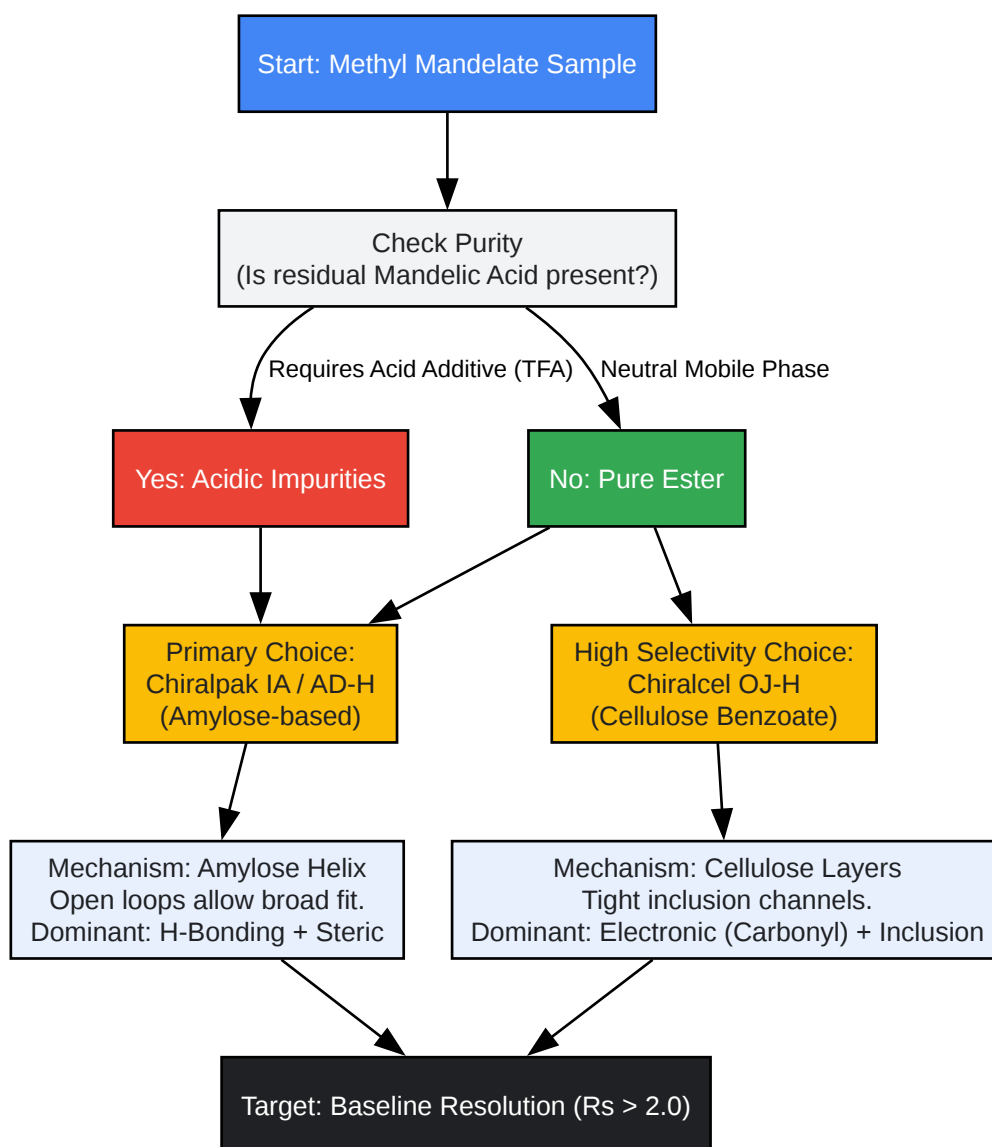 Start: Methyl Mandelate Sample
Check Purity
(Is residual Mandelic Acid present?)
Requires Acid Additive (TFA)
Neutral Mobile Phase
Yes: Acidic Impurities
No: Pure Ester
Primary Choice:
Chiralpak IA / AD-H
(Amylose-based)
High Selectivity Choice:
Chiralcel OJ-H
(Cellulose Benzoate)
Mechanism: Amylose Helix
Open loops allow broad fit.
Dominant: H-Bonding + Steric
Mechanism: Cellulose Layers
Tight inclusion channels.
Dominant: Electronic (Carbonyl) + Inclusion
Target: Baseline Resolution (Rs > 2.0)